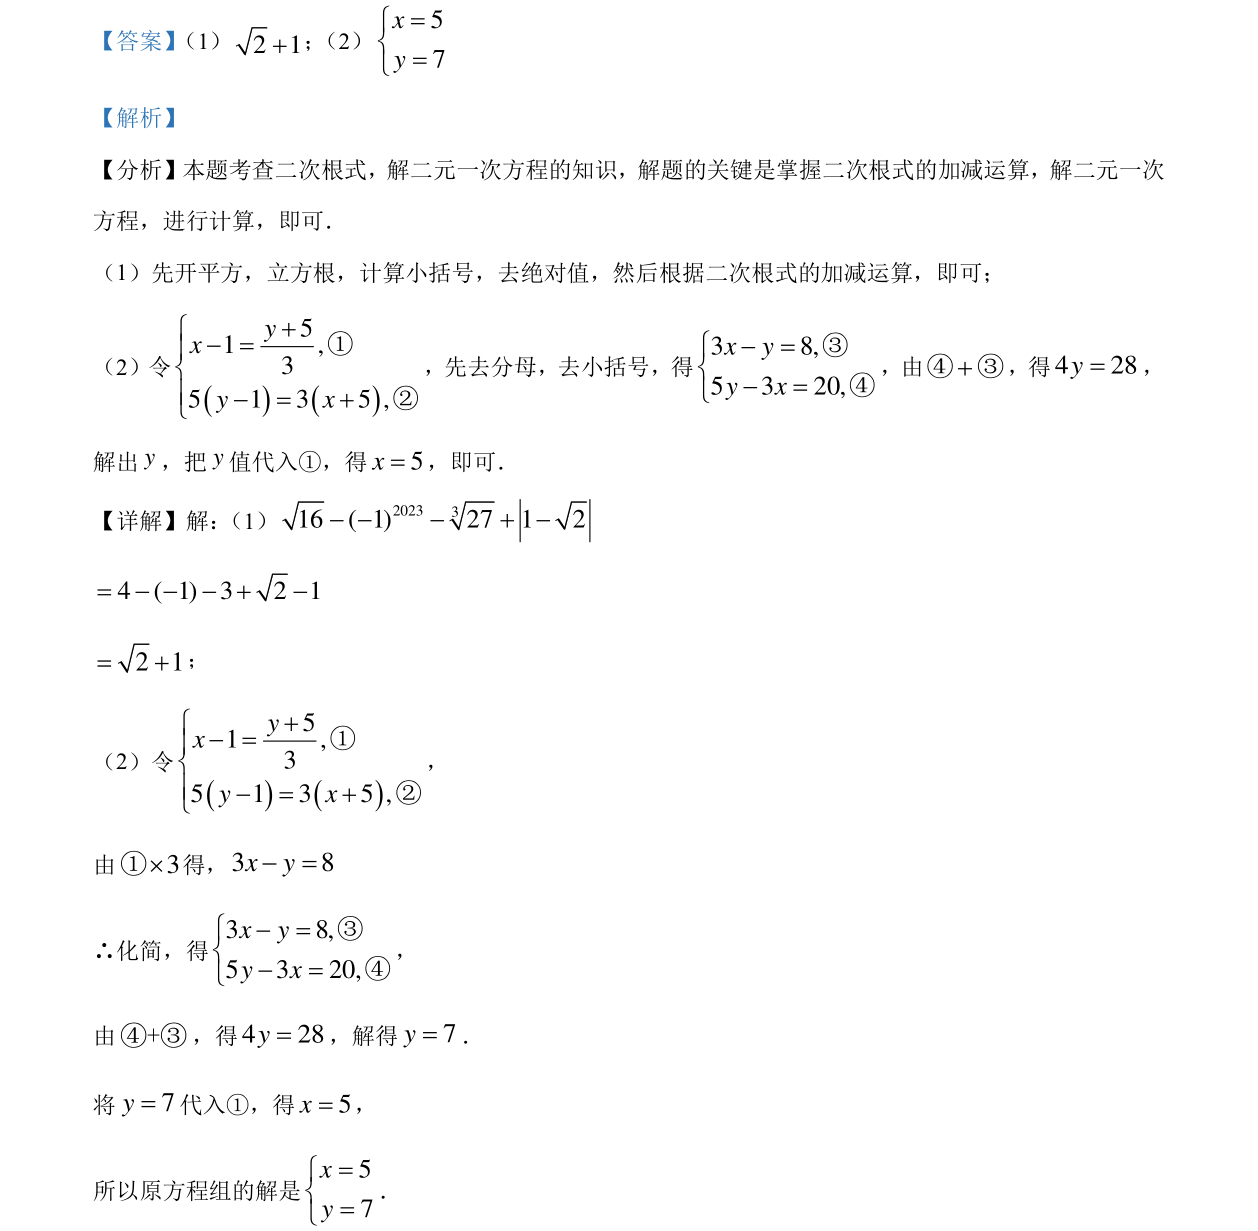 【答案】（1）√2+1；（2）{x=5 y=7
【解析】
【分析】本题考查二次根式，解二元一次方程的知识，解题的关键是掌握二次根式的加减运算，解二元一次
方程，进行计算，即可．
（1）先开平方，立方根，计算小括号，去绝对值，然后根据二次根式的加减运算，即可；
（2）令{x−1=(y+5)/3,① 5(y−1)=3(x+5),②，先去分母，去小括号，得{3x−y=8,③ 5y−3x=20,④，由④+③，得4y=28，
解出y，把y值代入①，得x=5，即可．
【详解】解：（1）√16−(−1)^2023−∛27+|1−√2|
=4−(−1)−3+√2−1
=√2+1；
（2）令{x−1=(y+5)/3,① 5(y−1)=3(x+5),②，
由①×3得，3x−y=8
∴化简，得{3x−y=8,③ 5y−3x=20,④，
由④+③，得4y=28，解得y=7．
将y=7代入①，得x=5，
所以原方程组的解是{x=5 y=7．